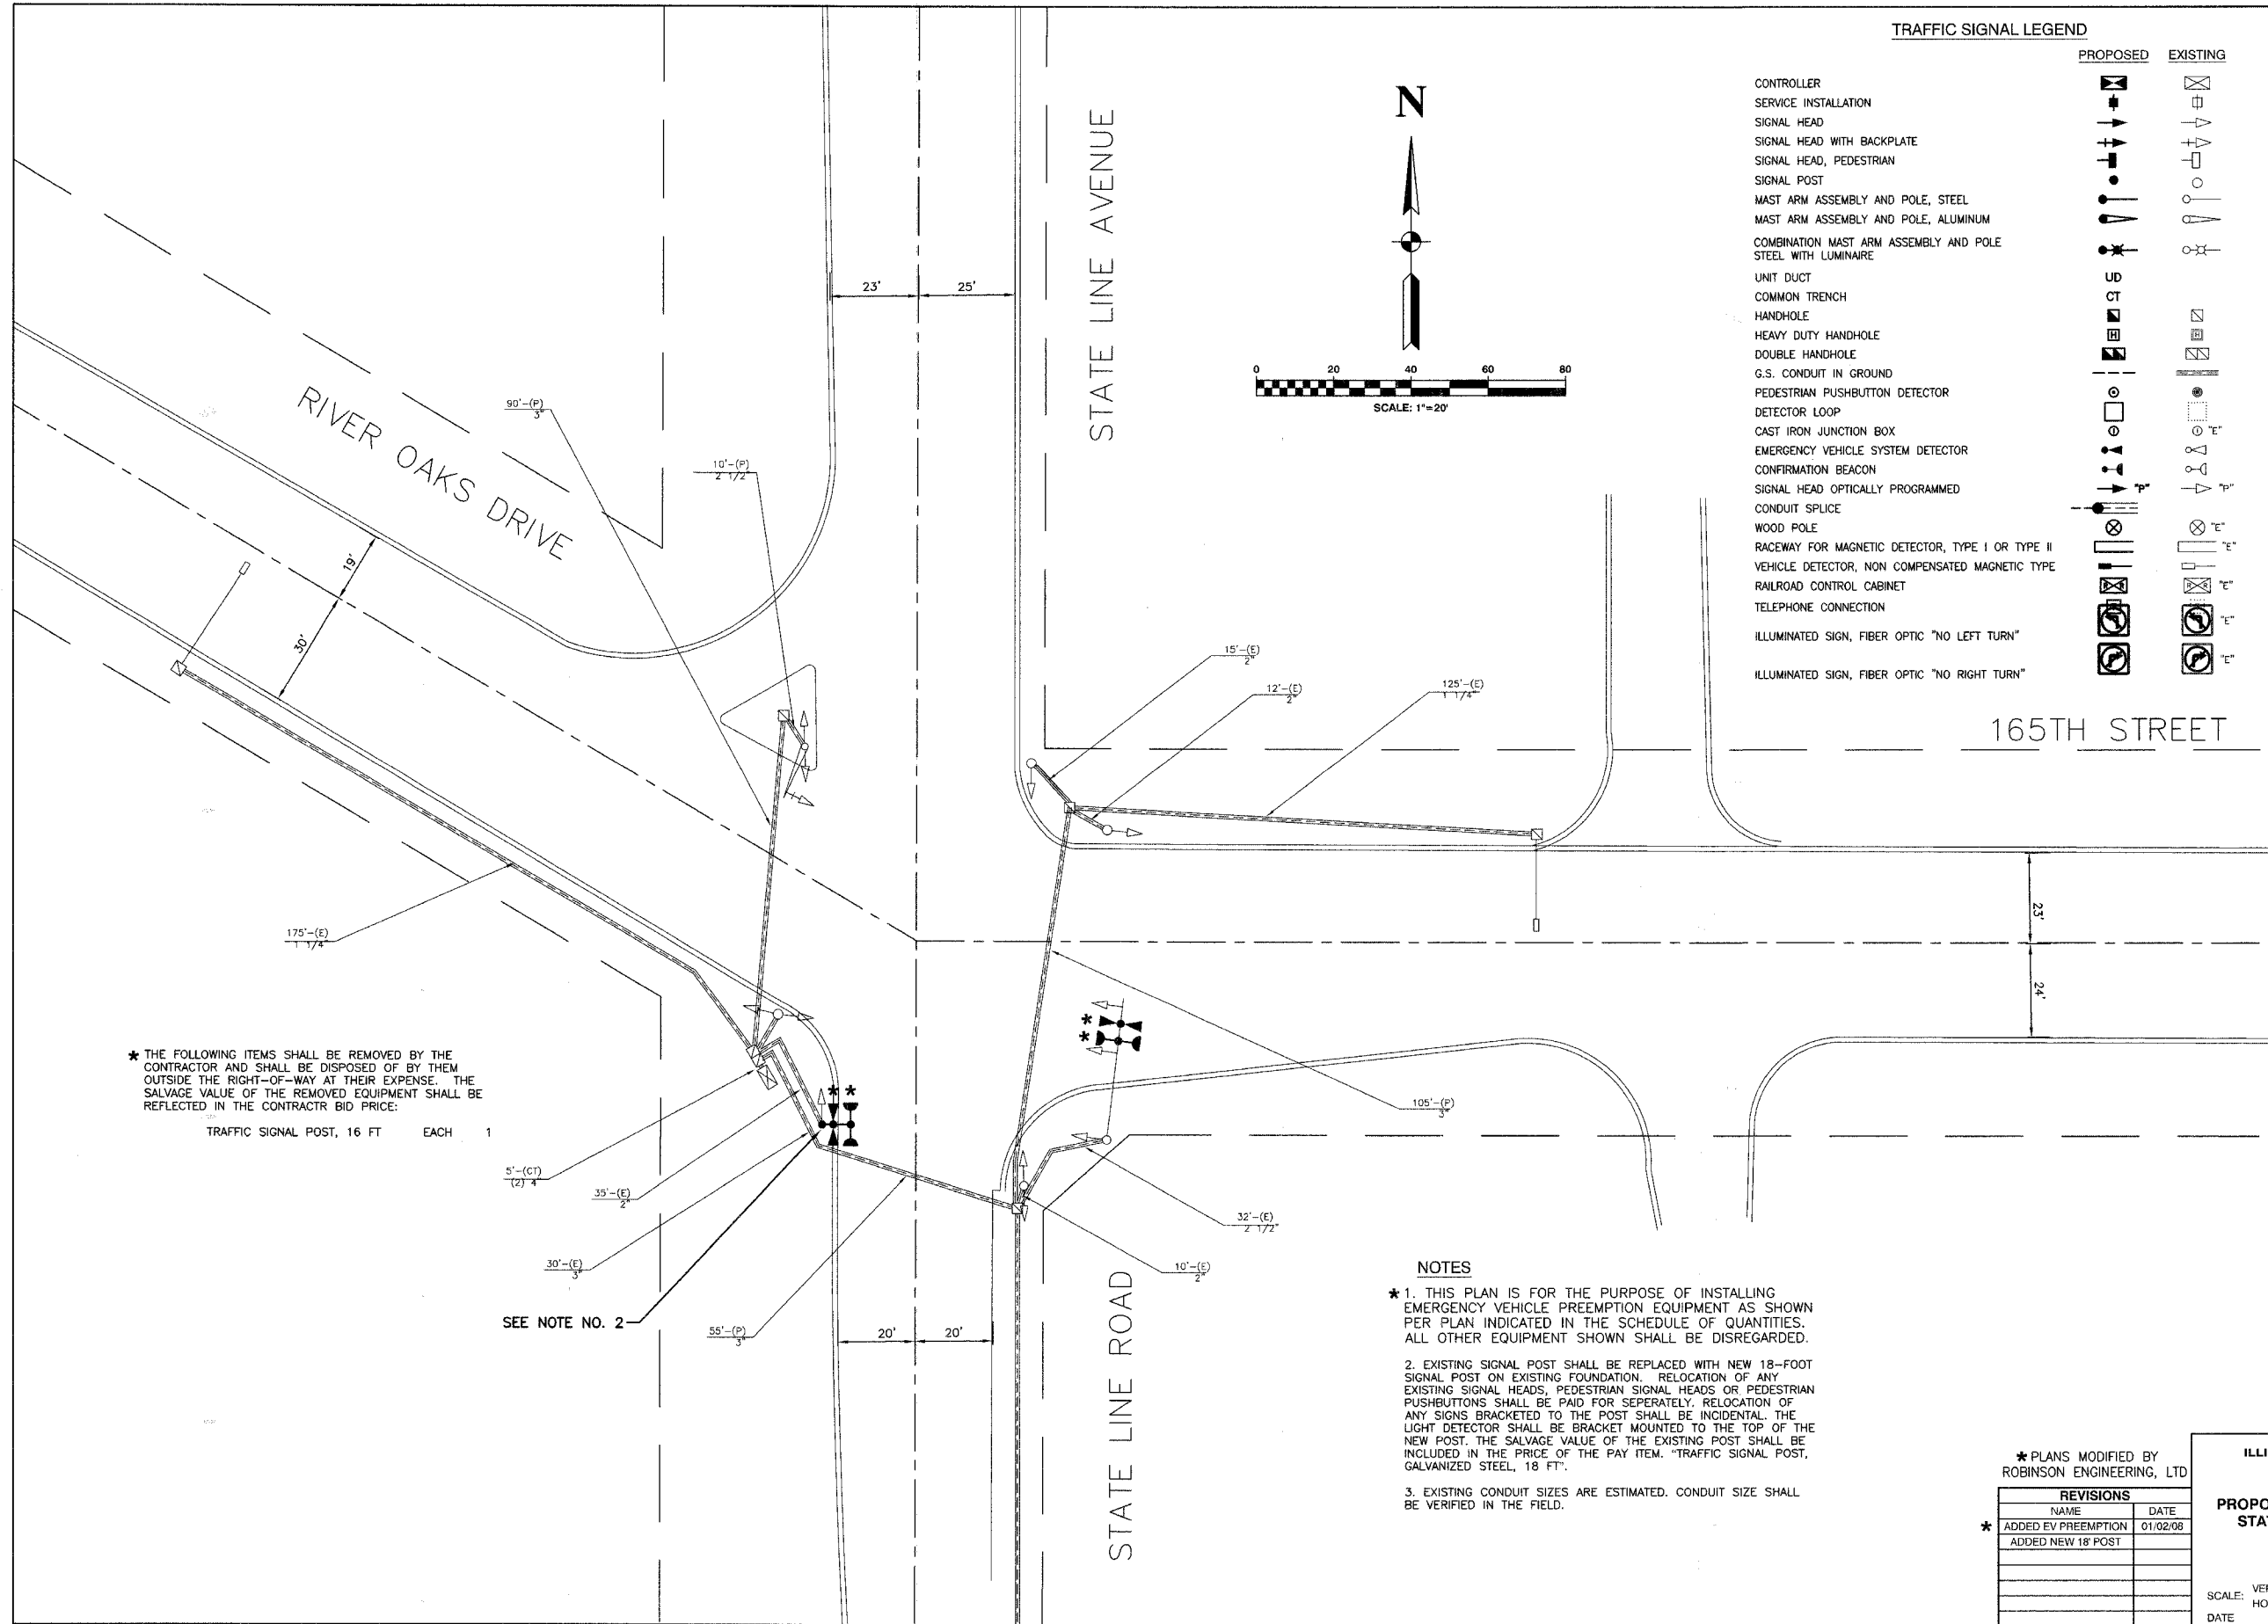 TRAFFIC SIGNAL LEGEND
PROPOSED EXISTING
CONTROLLER
SERVICE INSTALLATION
SIGNAL HEAD
SIGNAL HEAD WITH BACKPLATE
SIGNAL HEAD, PEDESTRIAN
SIGNAL POST
MAST ARM ASSEMBLY AND POLE, STEEL
MAST ARM ASSEMBLY AND POLE, ALUMINUM
COMBINATION MAST ARM ASSEMBLY AND POLE
STEEL WITH LUMINAIRE
UNIT DUCT UD
COMMON TRENCH CT
HANDHOLE
HEAVY DUTY HANDHOLE H H
DOUBLE HANDHOLE
G.S. CONDUIT IN GROUND
PEDESTRIAN PUSHBUTTON DETECTOR
DETECTOR LOOP
CAST IRON JUNCTION BOX "E"
EMERGENCY VEHICLE SYSTEM DETECTOR
CONFIRMATION BEACON
SIGNAL HEAD OPTICALLY PROGRAMMED "P" "P"
CONDUIT SPLICE
WOOD POLE "E"
RACEWAY FOR MAGNETIC DETECTOR, TYPE I OR TYPE II "E"
VEHICLE DETECTOR, NON COMPENSATED MAGNETIC TYPE
RAILROAD CONTROL CABINET "E"
TELEPHONE CONNECTION
ILLUMINATED SIGN, FIBER OPTIC "NO LEFT TURN" "E"
ILLUMINATED SIGN, FIBER OPTIC "NO RIGHT TURN" "E"
N
0 20 40 60 80
SCALE: 1"=20'
STATE LINE AVENUE
23' 25'
RIVER OAKS DRIVE
90'-(P)
3"
10'-(P)
2 1/2"
19'
30'
15'-(E)
2"
12'-(E)
2"
125'-(E)
1 1/4"
165TH STREET
175'-(E)
1 1/4"
23'
24'
* THE FOLLOWING ITEMS SHALL BE REMOVED BY THE
CONTRACTOR AND SHALL BE DISPOSED OF BY THEM
OUTSIDE THE RIGHT-OF-WAY AT THEIR EXPENSE. THE
SALVAGE VALUE OF THE REMOVED EQUIPMENT SHALL BE
REFLECTED IN THE CONTRACTR BID PRICE:
TRAFFIC SIGNAL POST, 16 FT EACH 1
*
*
* *
105'-(P)
3"
5'-(CT)
(2) 4"
35'-(E)
2"
32'-(E)
2 1/2"
30'-(E)
3"
10'-(E)
2"
SEE NOTE NO. 2
55'-(P)
3"
20' 20'
STATE LINE ROAD
NOTES
* 1. THIS PLAN IS FOR THE PURPOSE OF INSTALLING
EMERGENCY VEHICLE PREEMPTION EQUIPMENT AS SHOWN
PER PLAN INDICATED IN THE SCHEDULE OF QUANTITIES.
ALL OTHER EQUIPMENT SHOWN SHALL BE DISREGARDED.
2. EXISTING SIGNAL POST SHALL BE REPLACED WITH NEW 18-FOOT
SIGNAL POST ON EXISTING FOUNDATION. RELOCATION OF ANY
EXISTING SIGNAL HEADS, PEDESTRIAN SIGNAL HEADS OR PEDESTRIAN
PUSHBUTTONS SHALL BE PAID FOR SEPERATELY. RELOCATION OF
ANY SIGNS BRACKETED TO THE POST SHALL BE INCIDENTAL. THE
LIGHT DETECTOR SHALL BE BRACKET MOUNTED TO THE TOP OF THE
NEW POST. THE SALVAGE VALUE OF THE EXISTING POST SHALL BE
INCLUDED IN THE PRICE OF THE PAY ITEM. "TRAFFIC SIGNAL POST,
GALVANIZED STEEL, 18 FT".
3. EXISTING CONDUIT SIZES ARE ESTIMATED. CONDUIT SIZE SHALL
BE VERIFIED IN THE FIELD.
* PLANS MODIFIED BY
ROBINSON ENGINEERING, LTD
REVISIONS
NAME DATE
* ADDED EV PREEMPTION 01/02/08
ADDED NEW 18' POST
ILLI
PROPO
STA
SCALE: VE
HO
DATE